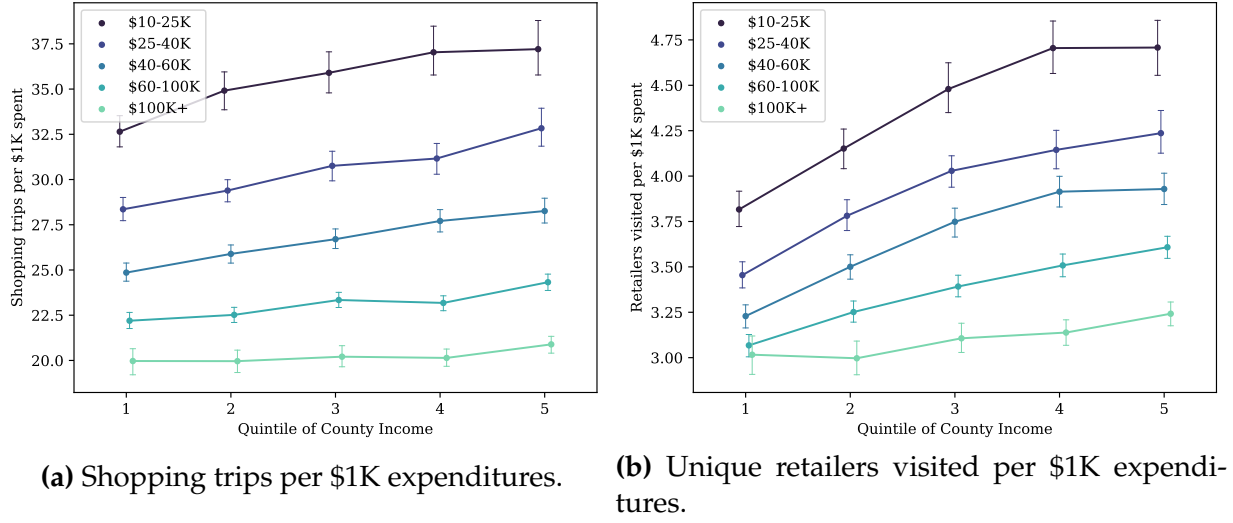 Shopping trips per $1K spent
37.5
35.0
32.5
30.0
27.5
25.0
22.5
20.0
$10-25K
$25-40K
$40-60K
$60-100K
$100K+
1 2 3 4 5
Quintile of County Income
(a) Shopping trips per $1K expenditures.
Retailers visited per $1K spent
4.75
4.50
4.25
4.00
3.75
3.50
3.25
3.00
$10-25K
$25-40K
$40-60K
$60-100K
$100K+
1 2 3 4 5
Quintile of County Income
(b) Unique retailers visited per $1K expendi-
tures.